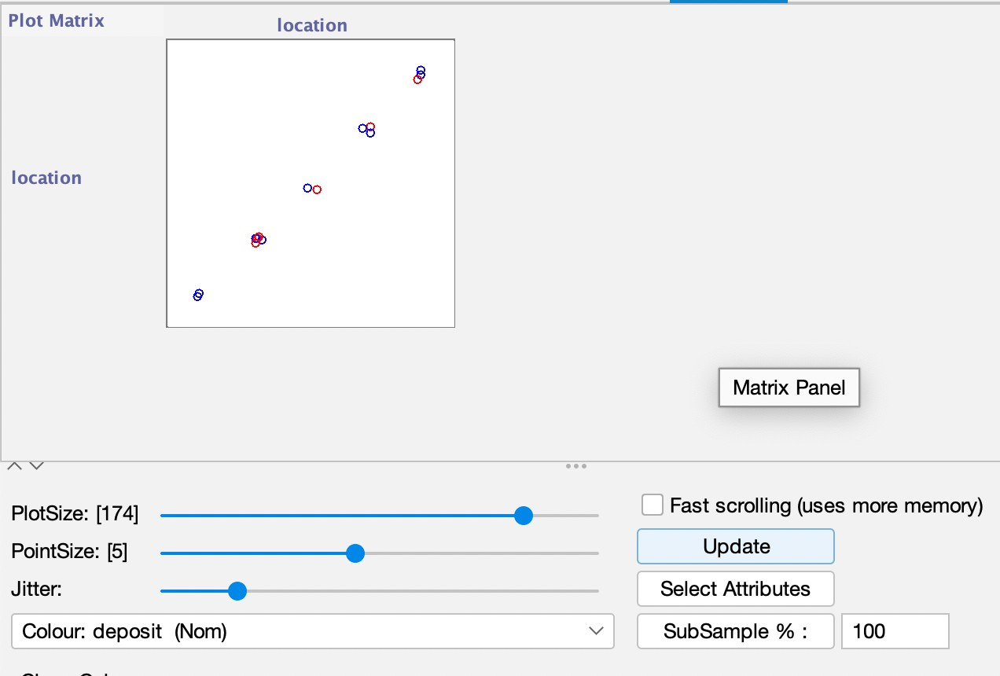 Plot Matrix
location
location
Matrix Panel
PlotSize: [174]
Fast scrolling (uses more memory)
PointSize: [5]
Update
Jitter:
Select Attributes
Colour: deposit (Nom)
SubSample % :
100